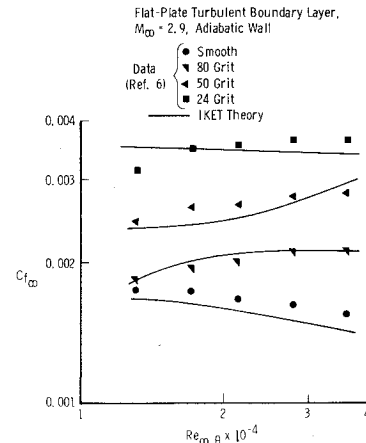 Flat-Plate Turbulent Boundary Layer,
M∞ = 2.9, Adiabatic Wall
Data
(Ref. 6)
Smooth
80 Grit
50 Grit
24 Grit
IKET Theory
0.004
0.003
Cf∞
0.002
0.001
1 2 3 4
Re∞,θ × 10⁻⁴